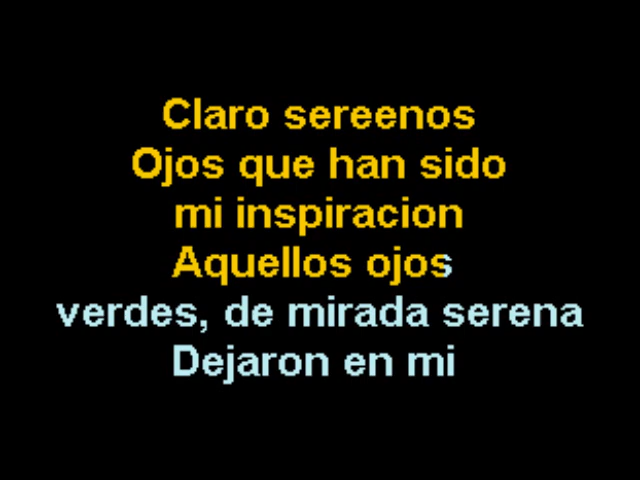 Claro sereenos
Ojos que han sido
mi inspiracion
Aquellos ojos
verdes, de mirada serena
Dejaron en mi